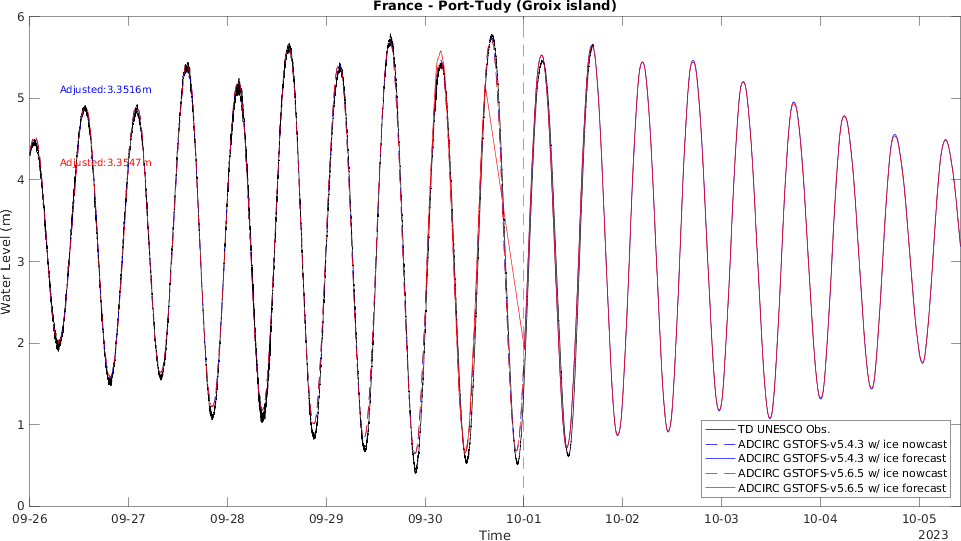 France - Port-Tudy (Groix island)
6
5
4
3
2
1
0
Water Level (m)
Adjusted:3.3516m
Adjusted:3.3547m
TD UNESCO Obs.
ADCIRC GSTOFS-v5.4.3 w/ ice nowcast
ADCIRC GSTOFS-v5.4.3 w/ ice forecast
ADCIRC GSTOFS-v5.6.5 w/ ice nowcast
ADCIRC GSTOFS-v5.6.5 w/ ice forecast
09-26 09-27 09-28 09-29 09-30 10-01 10-02 10-03 10-04 10-05
Time
2023